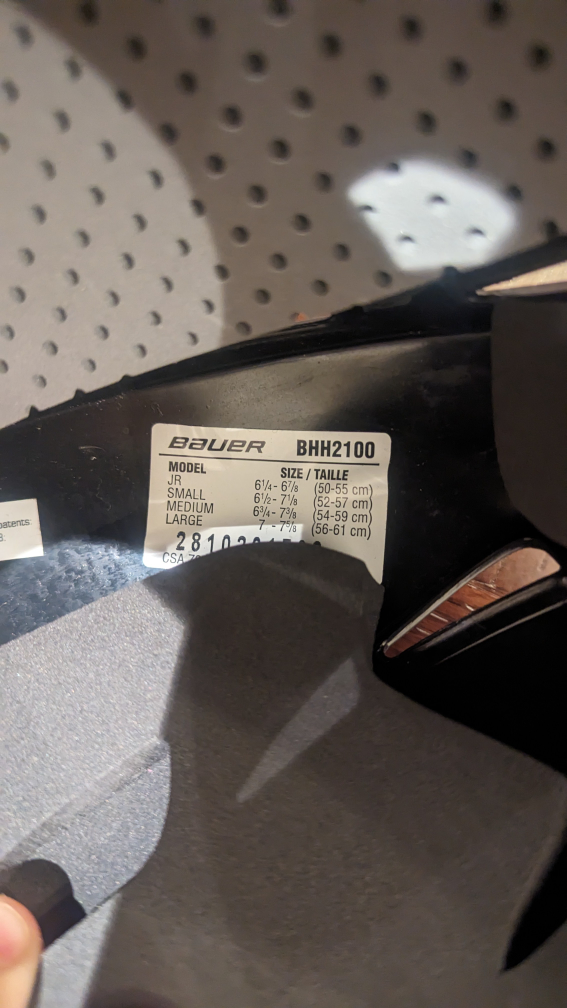 BAUER BHH2100
MODEL SIZE / TAILLE
JR 6¼- 6⅞ (50-55 cm)
SMALL 6½- 7⅛ (52-57 cm)
MEDIUM 6¾- 7⅜ (54-59 cm)
LARGE 7 - 7⅝ (56-61 cm)
2810
CSA
patents